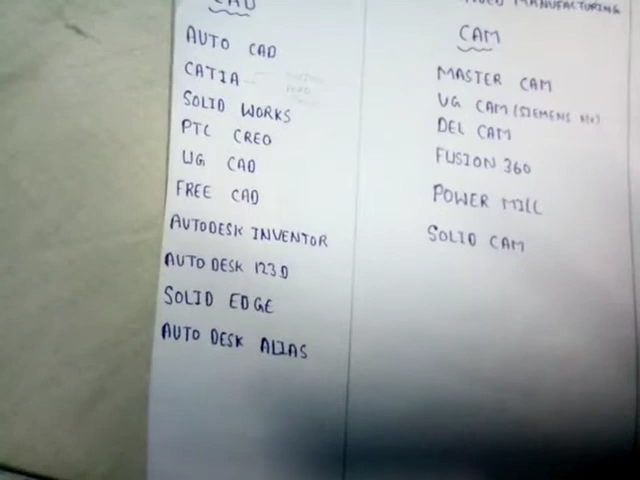 CAD
AUTO CAD
CATIA
SOLID WORKS
PTC CREO
UG CAD
FREE CAD
AUTODESK INVENTOR
AUTO DESK 123D
SOLID EDGE
AUTO DESK ALIAS
MANUFACTURING
CAM
MASTER CAM
UG CAM (SIEMENS NX)
DEL CAM
FUSION 360
POWER MILL
SOLID CAM